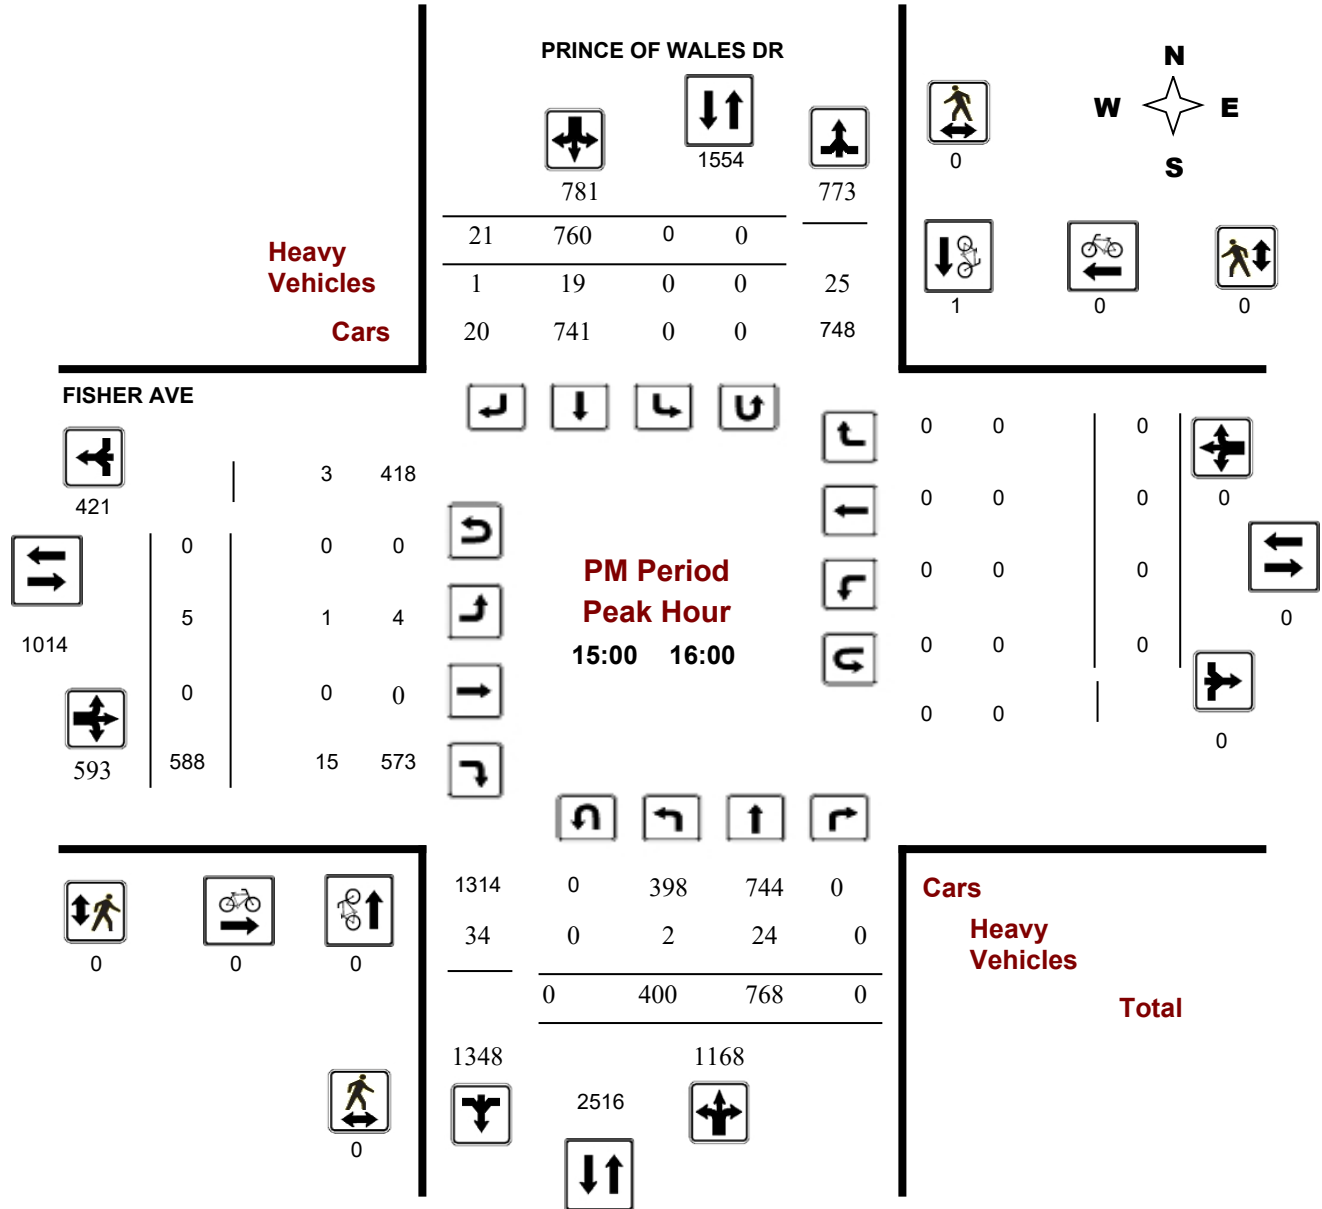 PRINCE OF WALES DR
N
W E
S
1554
0
781 773
21 760 0 0
Heavy
Vehicles
1 19 0 0 25
1 0 0
Cars
20 741 0 0 748
FISHER AVE
0 0 0
3 418
421
0 0 0 0
0 0 0
PM Period
Peak Hour
15:00 16:00
0 0 0
5 1 4
0
1014
0 0 0
0 0 0
0 0
0
593
588 15 573
1314 0 398 744 0
Cars
34 0 2 24 0
Heavy
Vehicles
0 0 0
0 400 768 0
Total
1348 1168
2516
0